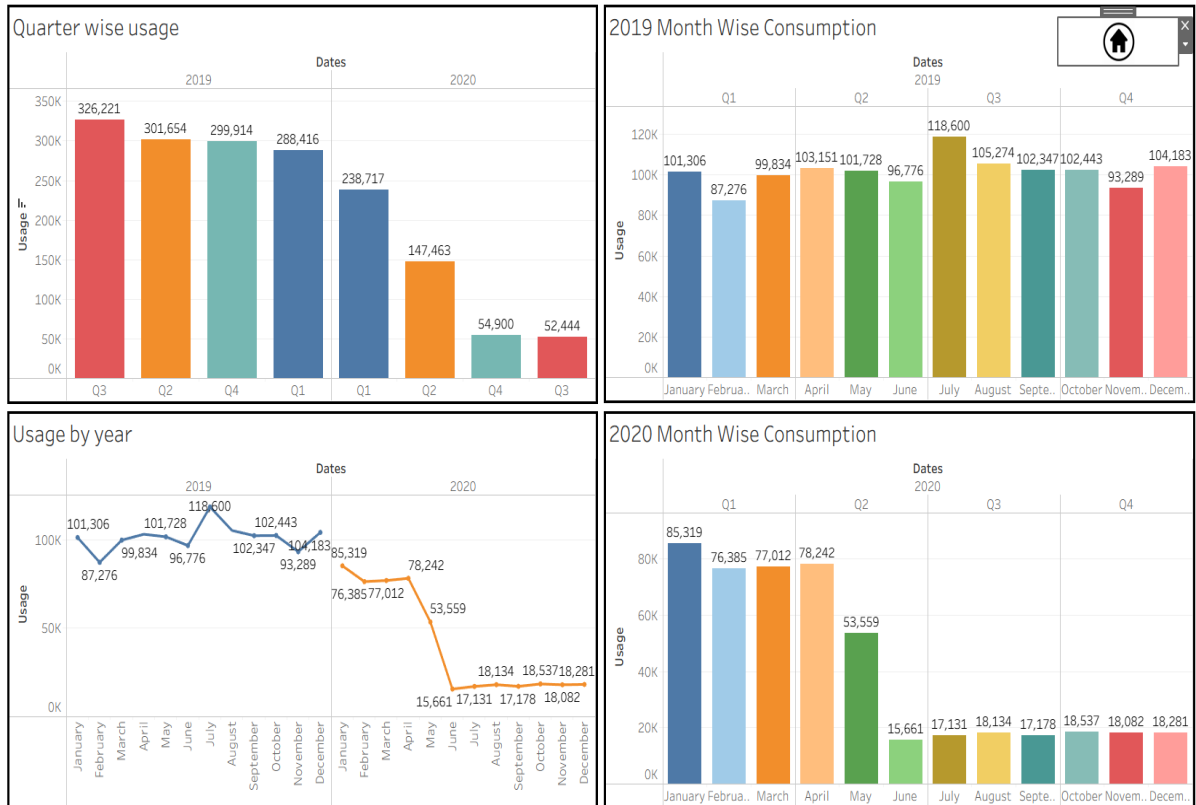 Quarter wise usage
Dates
2019 2020
350K
300K
250K
200K
150K
100K
50K
0K
Usage
326,221
301,654
299,914
288,416
238,717
147,463
54,900
52,444
Q3 Q2 Q4 Q1 Q1 Q2 Q4 Q3
2019 Month Wise Consumption
X
Dates
2019
Q1 Q2 Q3 Q4
120K
100K
80K
60K
40K
20K
0K
Usage
101,306
87,276
99,834
103,151
101,728
96,776
118,600
105,274
102,347
102,443
93,289
104,183
January Februa.. March April May June July August Septe.. October Novem.. Decem..
Usage by year
Dates
2019 2020
100K
50K
0K
Usage
101,306
87,276
99,834
101,728
96,776
118,600
102,347
102,443
93,289
104,183
85,319
76,385
77,012
78,242
53,559
15,661
17,131
18,134
17,178
18,537
18,082
18,281
January February March April May June July August September October November December January February March April May June July August September October November December
2020 Month Wise Consumption
Dates
2020
Q1 Q2 Q3 Q4
80K
60K
40K
20K
0K
Usage
85,319
76,385
77,012
78,242
53,559
15,661
17,131
18,134
17,178
18,537
18,082
18,281
January Februa.. March April May June July August Septe.. October Novem.. Decem..